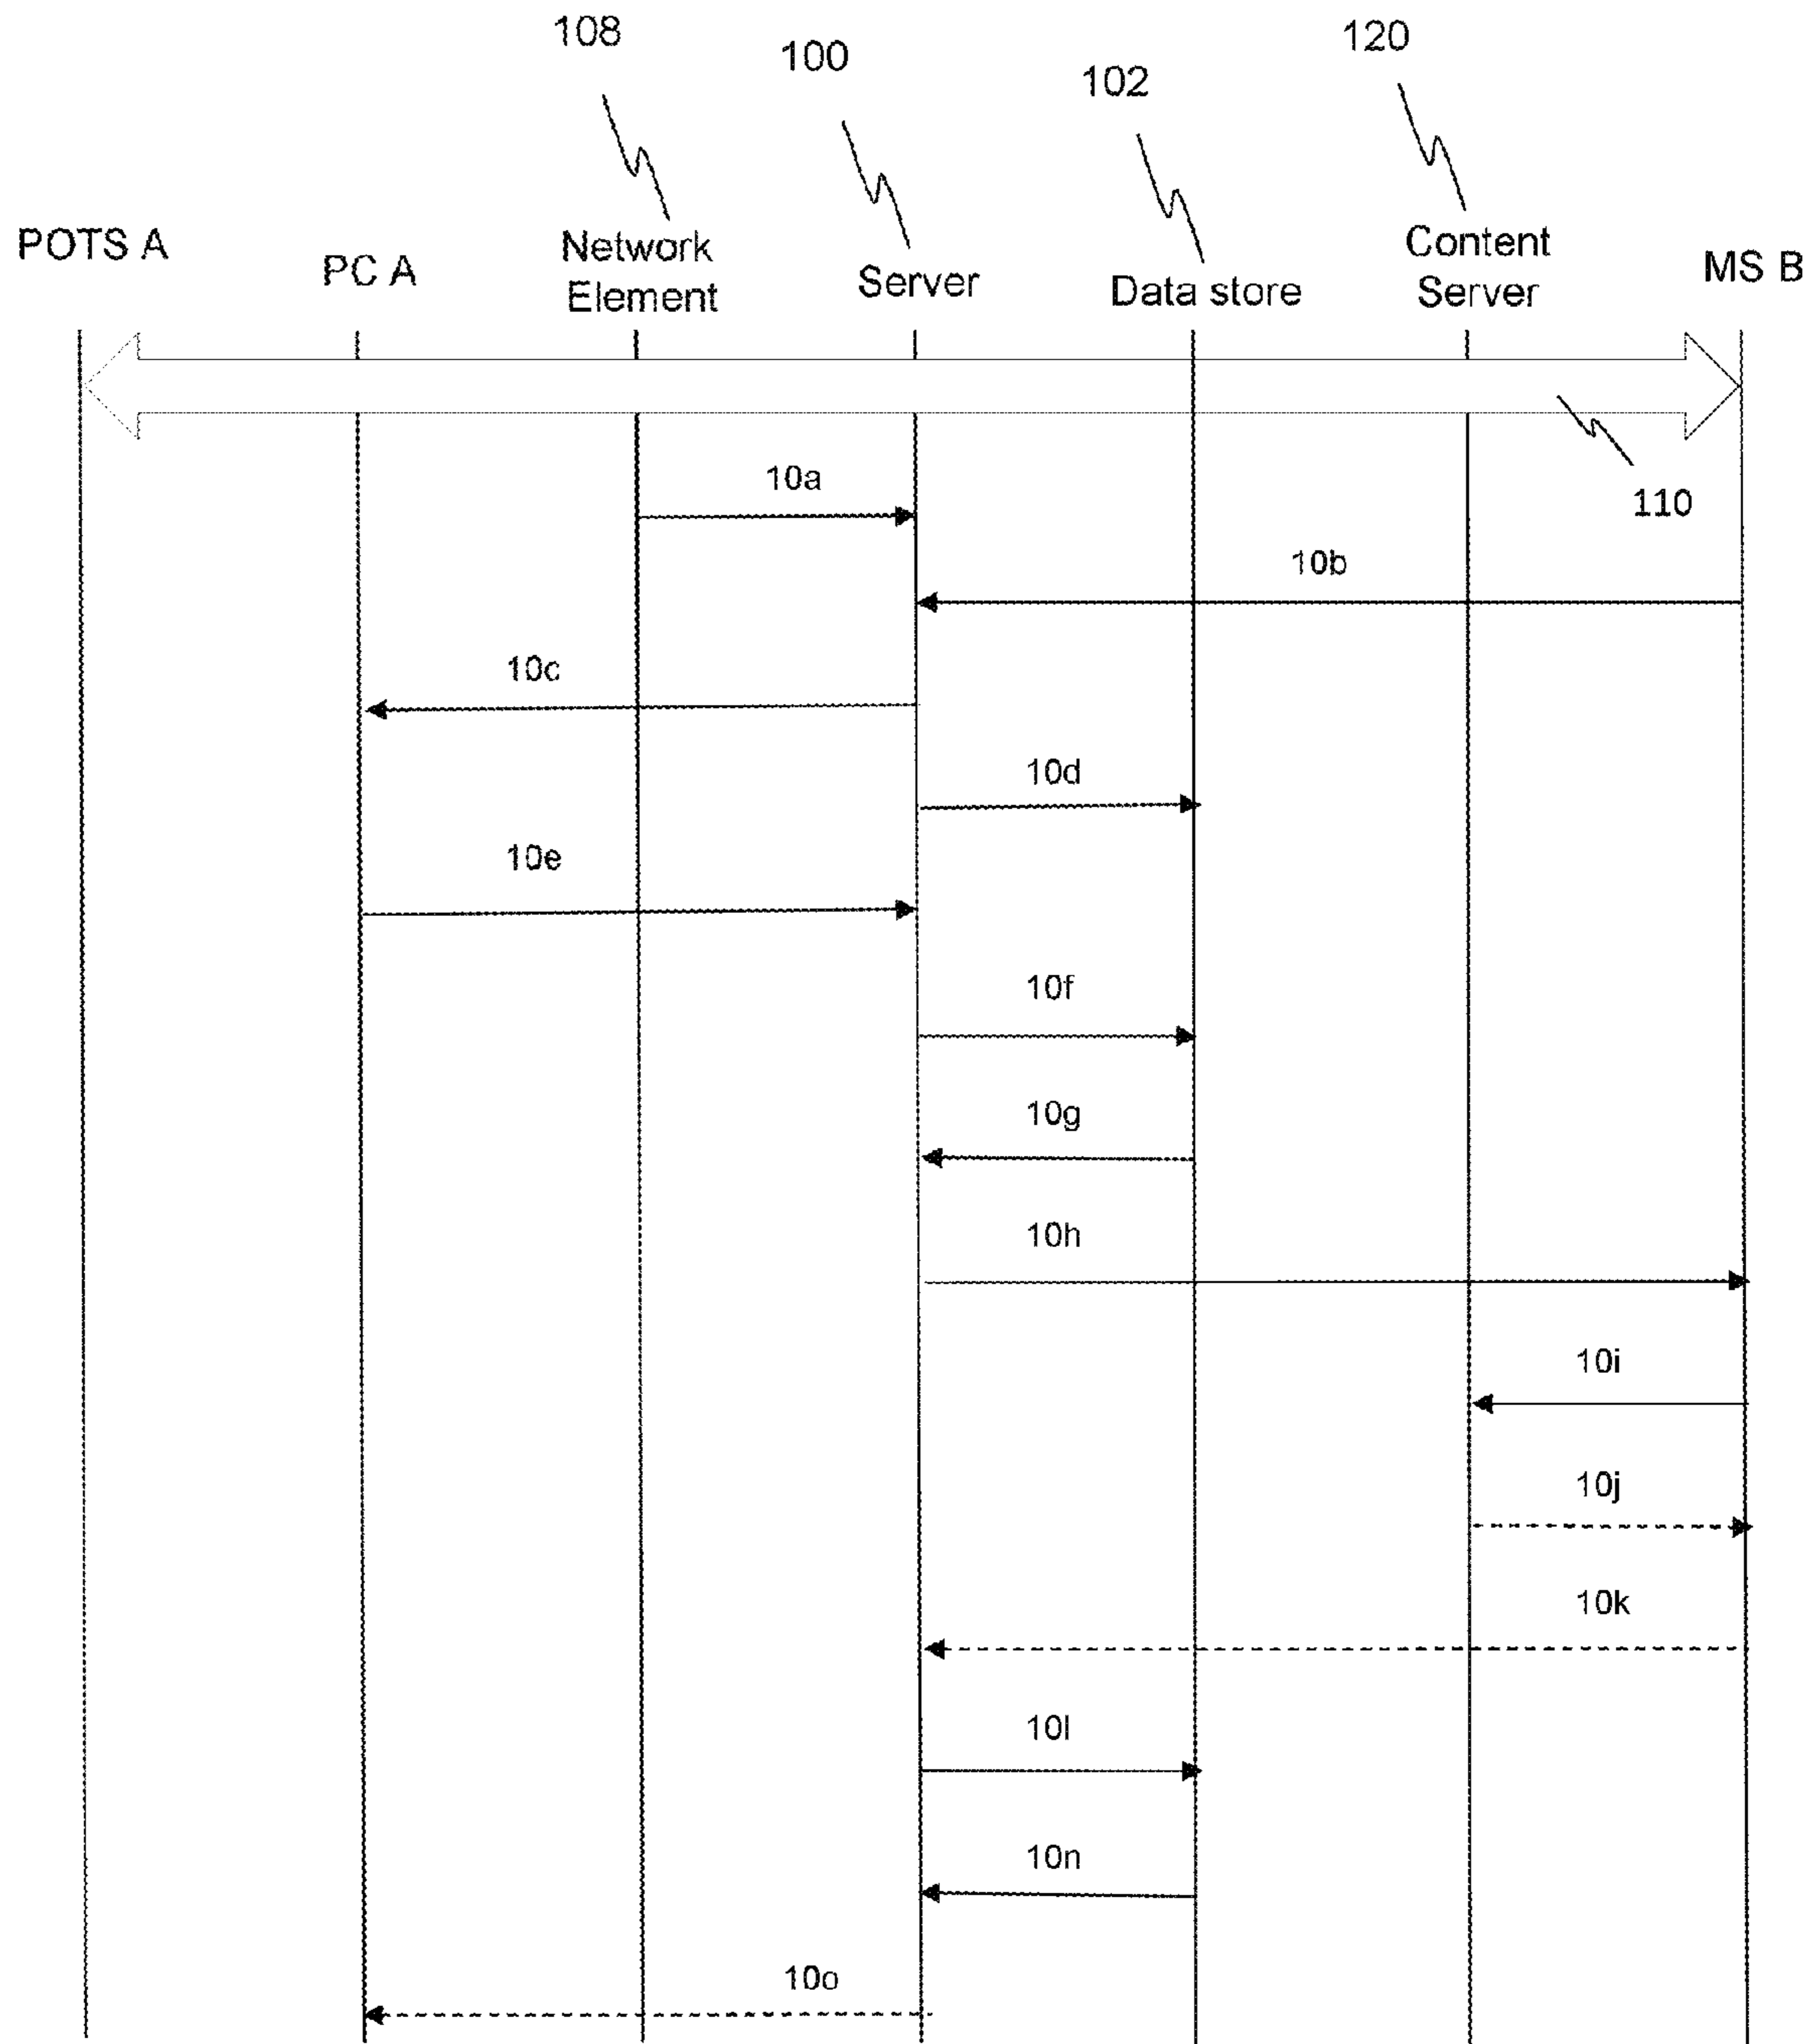 108
100
120
102
POTS A
PC A
Network
Element
Server
Data store
Content
Server
MS B
10a
110
10b
10c
10d
10e
10f
10g
10h
10i
10j
10k
10l
10n
10o